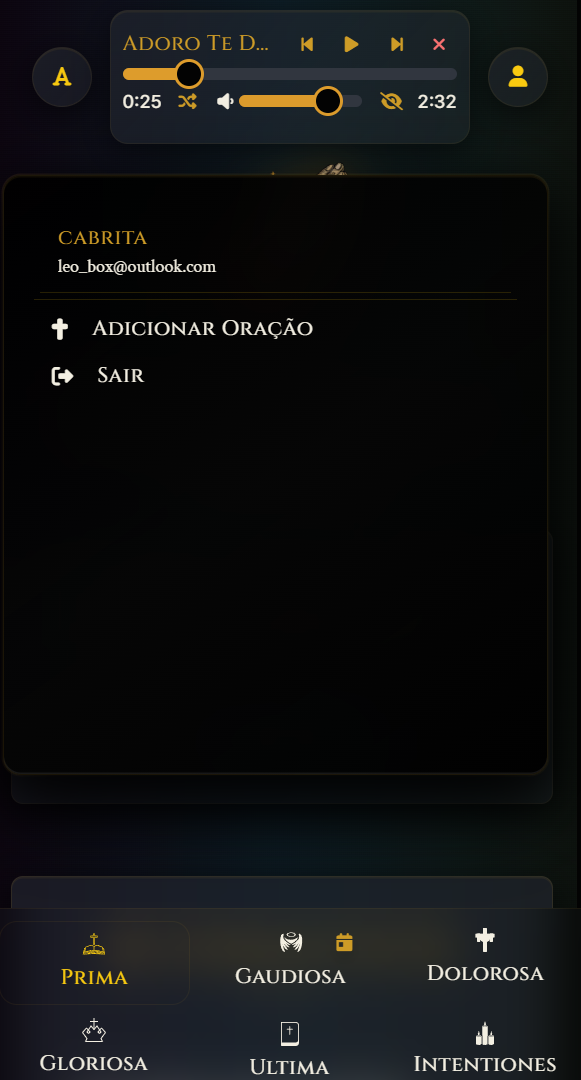 A
Adoro Te D...
0:25
2:32
CABRITA
leo_box@outlook.com
Adicionar Oração
Sair
Prima
Gaudiosa
Dolorosa
Gloriosa
Ultima
Intentiones